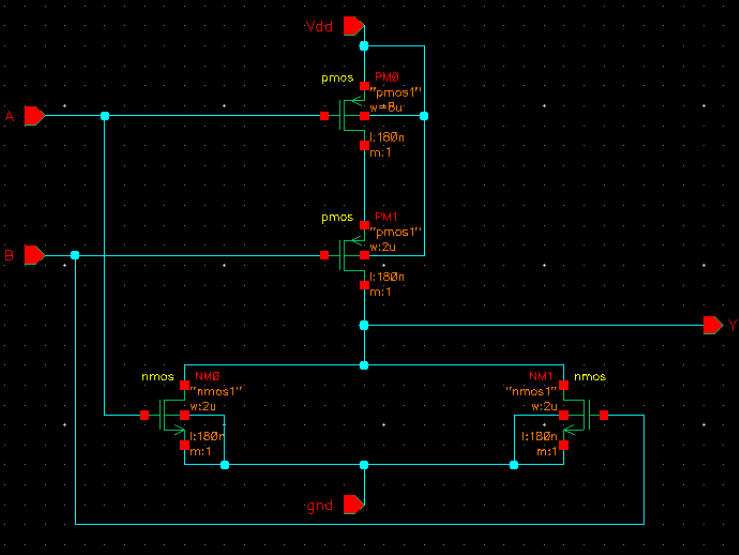 Vdd
pmos PM0
"pmos1"
A
l:180n
m:1
pmos PM1
"pmos1"
w:2u
B
l:180n
m:1
Y
nmos NM0 NM1 nmos
"nmos1" "nmos1"
w:2u w:2u
l:180n l:180n
m:1 m:1
gnd